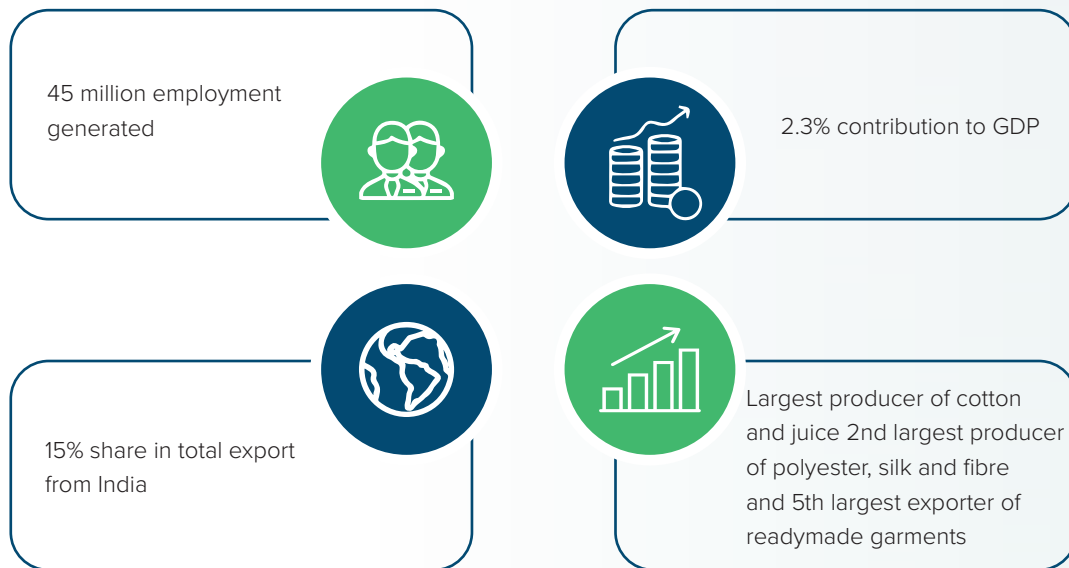 45 million employment
generated
2.3% contribution to GDP
15% share in total export
from India
Largest producer of cotton
and juice 2nd largest producer
of polyester, silk and fibre
and 5th largest exporter of
readymade garments